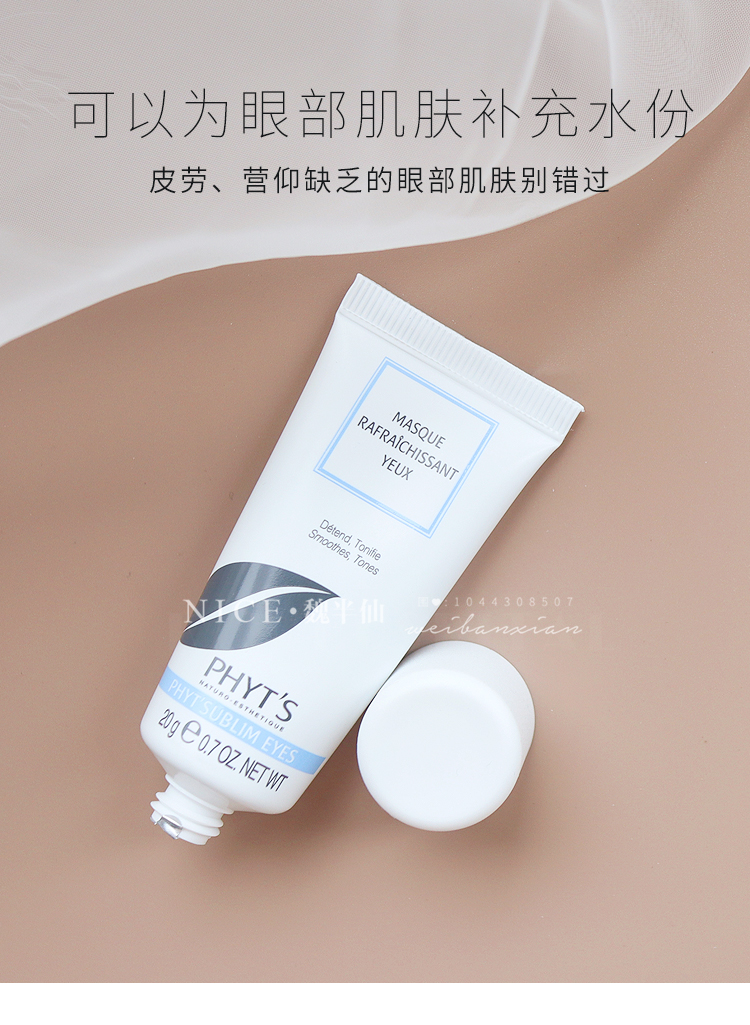 可以为眼部肌肤补充水份
皮劳、营仰缺乏的眼部肌肤别错过
MASQUE
RAFRAÎCHISSANT
YEUX
Détend, Tonifie
Smoothes, Tones
NICE·魏半仙
:1044308507
weibanxian
PHYT'S
NATURO-ESTHETIQUE
PHYT'SUBLIM EYES
20g e 0.7 OZ. NET WT